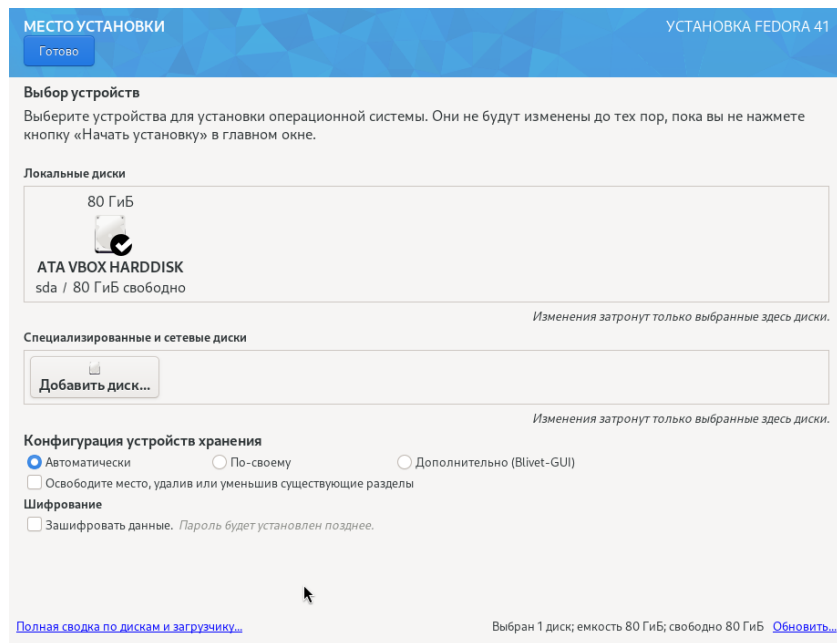 МЕСТО УСТАНОВКИ
УСТАНОВКА FEDORA 41
Готово
Выбор устройств
Выберите устройства для установки операционной системы. Они не будут изменены до тех пор, пока вы не нажмете
кнопку «Начать установку» в главном окне.
Локальные диски
80 ГиБ
ATA VBOX HARDDISK
sda / 80 ГиБ свободно
Изменения затронут только выбранные здесь диски.
Специализированные и сетевые диски
Добавить диск...
Изменения затронут только выбранные здесь диски.
Конфигурация устройств хранения
Автоматически По-своему Дополнительно (Blivet-GUI)
Освободите место, удалив или уменьшив существующие разделы
Шифрование
Зашифровать данные. Пароль будет установлен позднее.
Полная сводка по дискам и загрузчику... Выбран 1 диск; емкость 80 ГиБ; свободно 80 ГиБ Обновить...